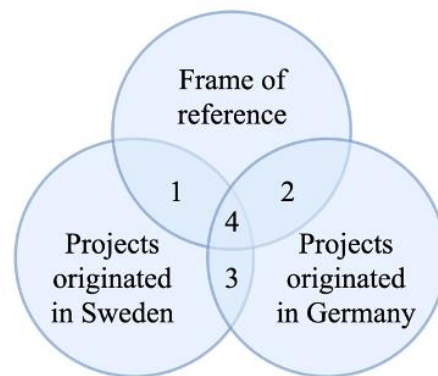 Frame of
reference
1
2
4
Projects
originated
in Sweden
3
Projects
originated
in Germany